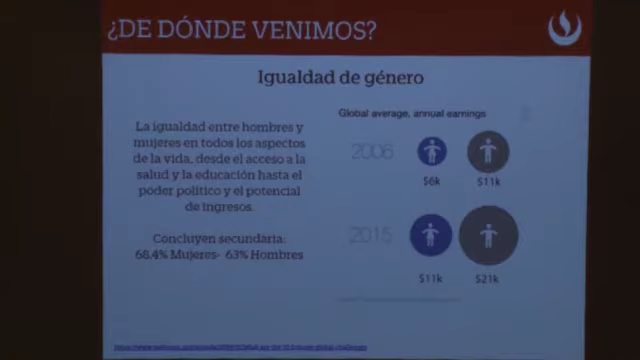 ¿DE DÓNDE VENIMOS?
Igualdad de género
Global average, annual earnings
La igualdad entre hombres y
mujeres en todos los aspectos
de la vida, desde el acceso a la
salud y la educación hasta el
poder político y el potencial
de ingresos.
Concluyen secundaria:
68.4% Mujeres- 63% Hombres
2006
$6k
$11k
2015
$11k
$21k